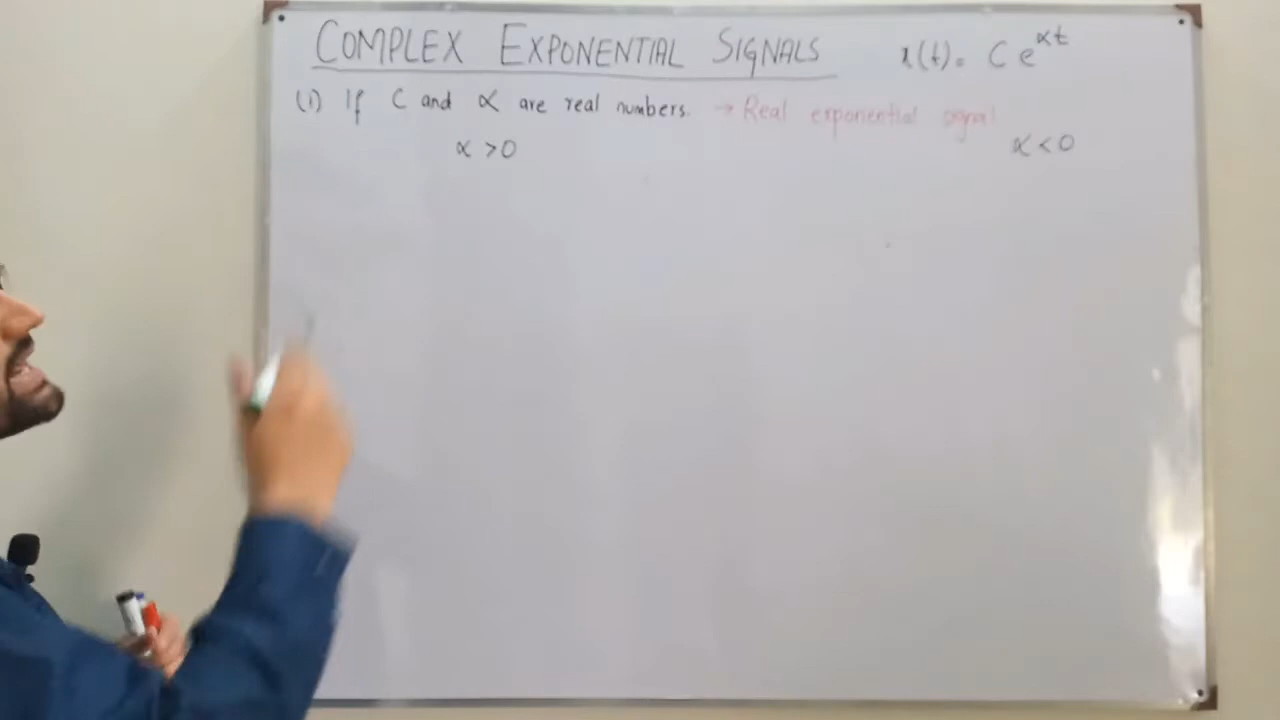 COMPLEX EXPONENTIAL SIGNALS x(t) = C e^{αt}
(1) If C and α are real numbers. → Real exponential signal
α > 0 α < 0